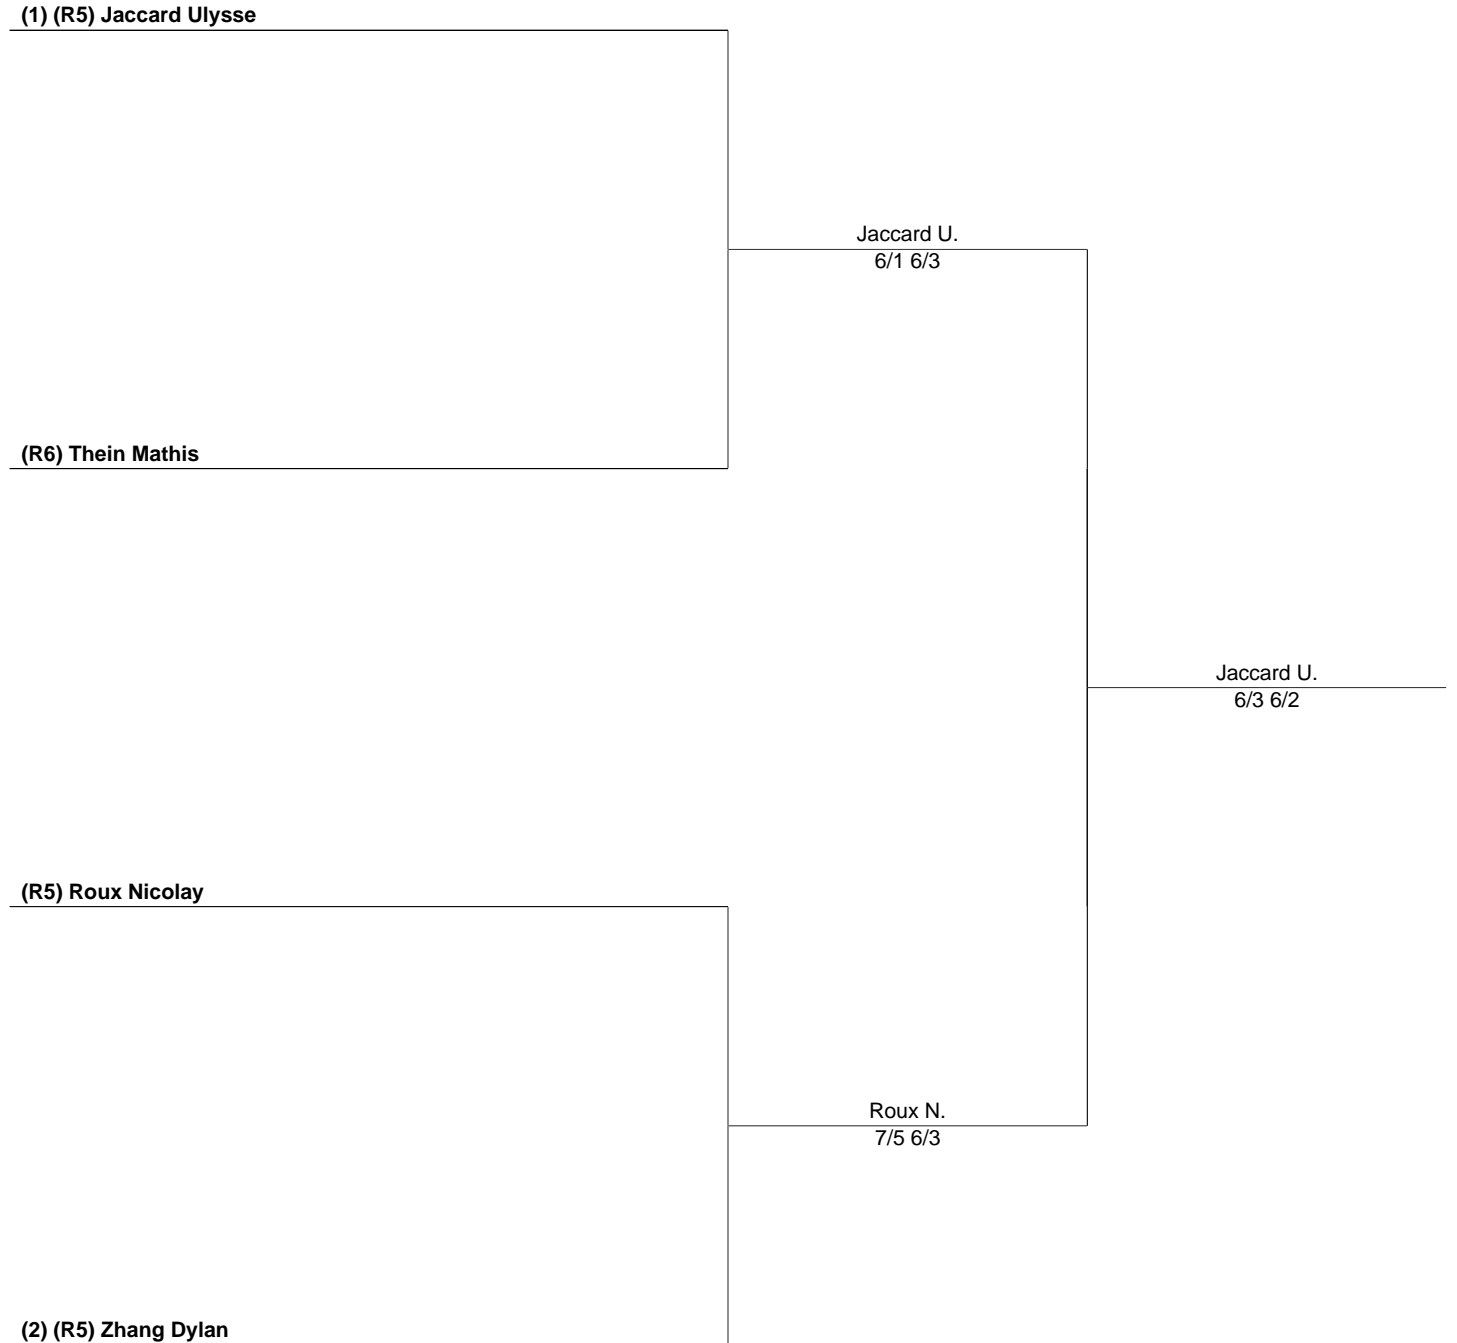 (1) (R5) Jaccard Ulysse
Jaccard U.
6/1 6/3
(R6) Thein Mathis
Jaccard U.
6/3 6/2
(R5) Roux Nicolay
Roux N.
7/5 6/3
(2) (R5) Zhang Dylan